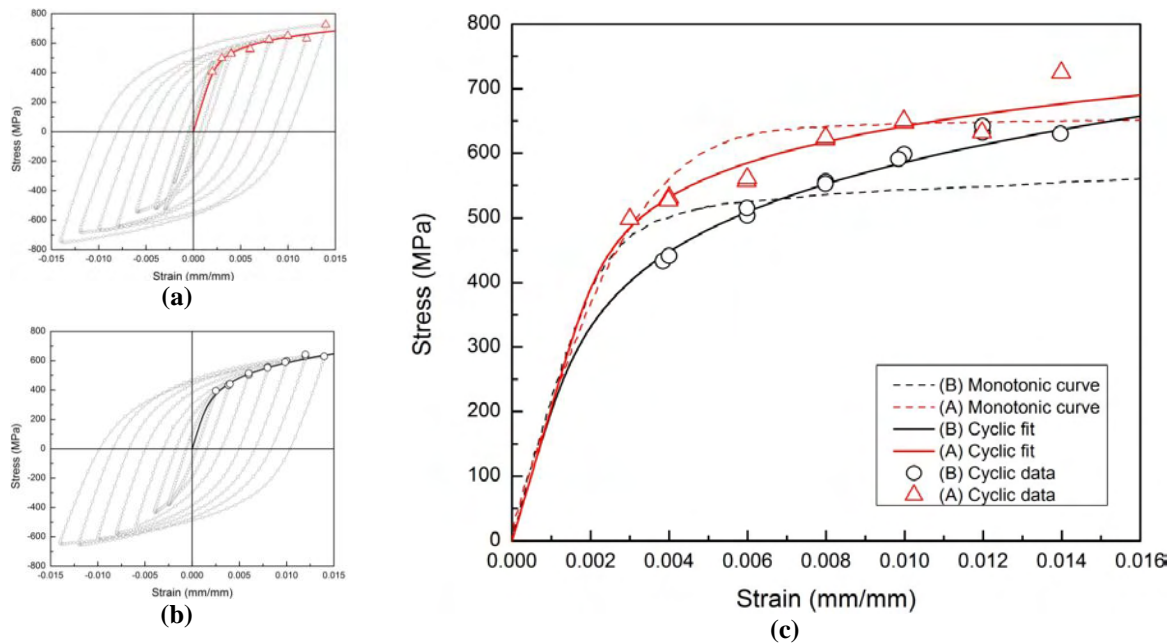 800
600
400
200
0
-200
-400
-600
800
-0.015 -0.010 -0.005 0.000 0.005 0.010 0.015
Stress (MPa)
Strain (mm/mm)
(a)
800
600
400
200
0
-200
-400
-600
800
-0.015 -0.010 -0.005 0.000 0.005 0.010 0.015
Stress (MPa)
Strain (mm/mm)
(b)
800
700
600
500
400
300
200
100
0
0.000 0.002 0.004 0.006 0.008 0.010 0.012 0.014 0.016
Stress (MPa)
Strain (mm/mm)
(B) Monotonic curve
(A) Monotonic curve
(B) Cyclic fit
(A) Cyclic fit
(B) Cyclic data
(A) Cyclic data
(c)